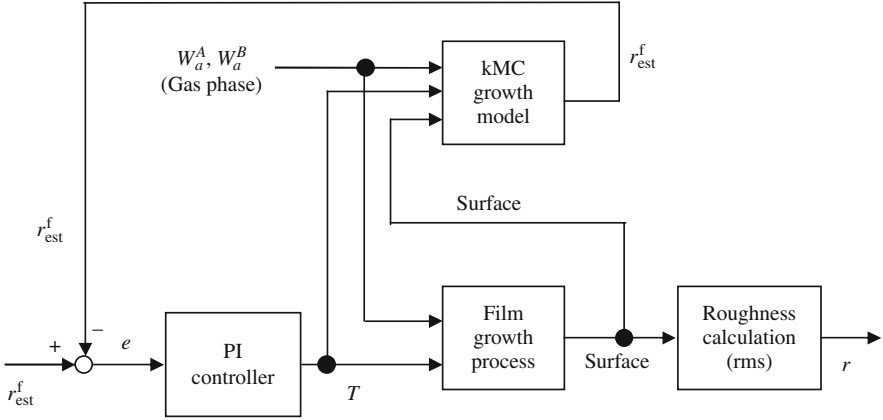 W_a^A, W_a^B
(Gas phase)
kMC
growth
model
r_est^f
Surface
r_est^f
Film
growth
process
Roughness
calculation
(rms)
+
−
e
PI
controller
T
Surface
r
r_est^f